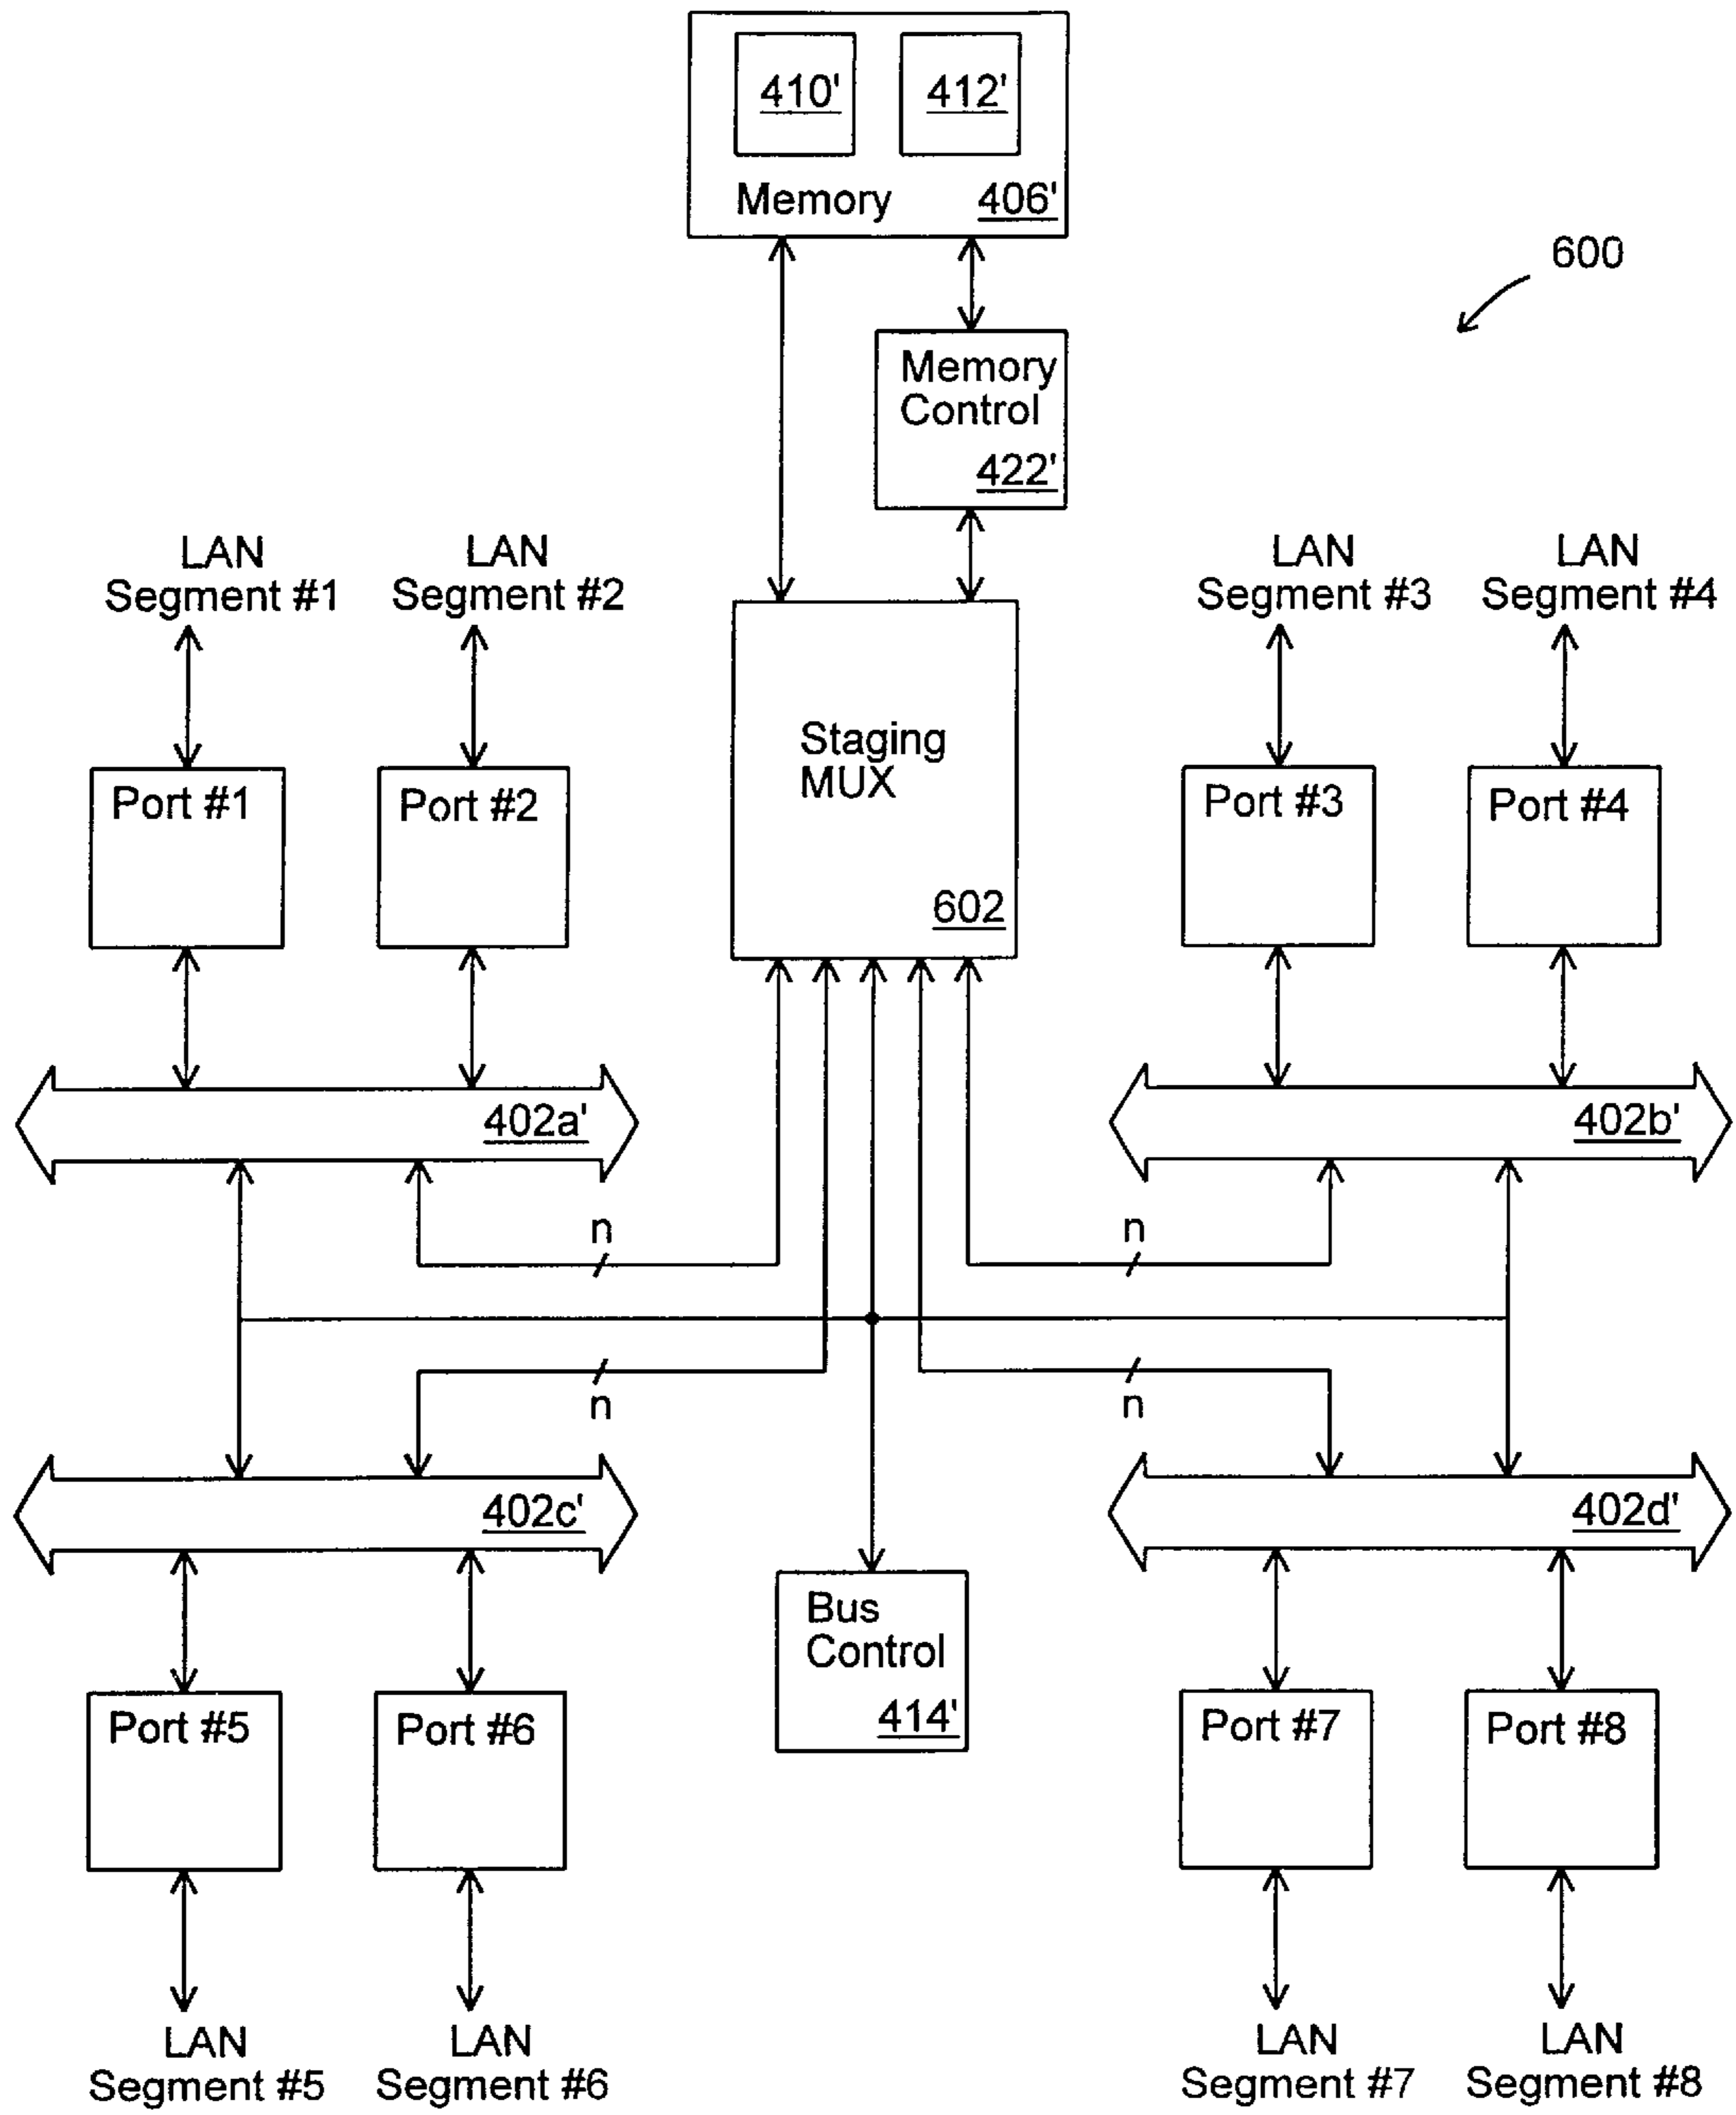 410'
412'
Memory
406'
600
Memory
Control
422'
LAN
Segment #1
LAN
Segment #2
LAN
Segment #3
LAN
Segment #4
Staging
MUX
602
Port #1
Port #2
Port #3
Port #4
402a'
402b'
n
n
n
n
402c'
402d'
Bus
Control
414'
Port #5
Port #6
Port #7
Port #8
LAN
Segment #5
LAN
Segment #6
LAN
Segment #7
LAN
Segment #8